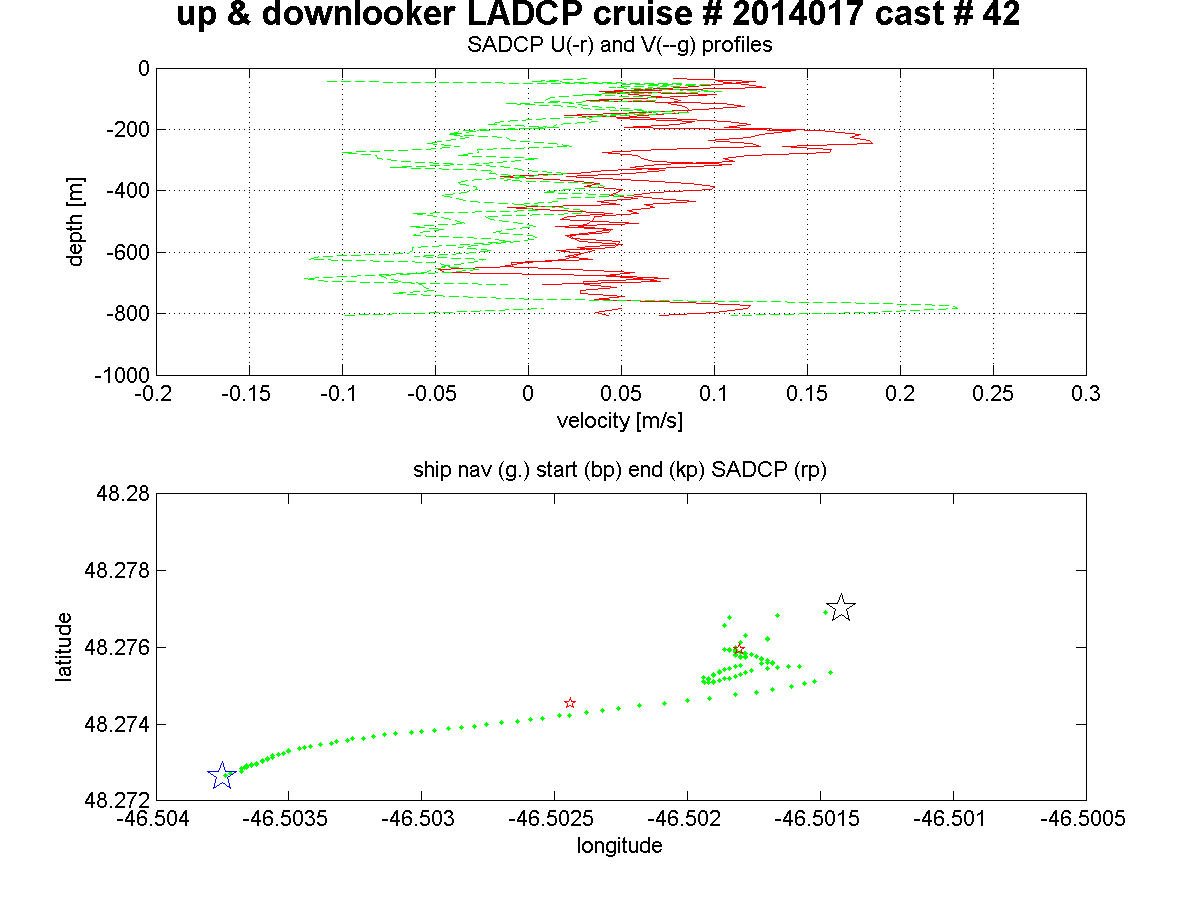 up & downlooker LADCP cruise # 2014017 cast # 42
SADCP U(-r) and V(--g) profiles
0
-200
-400
-600
-800
-1000
depth [m]
-0.2 -0.15 -0.1 -0.05 0 0.05 0.1 0.15 0.2 0.25 0.3
velocity [m/s]
ship nav (g.) start (bp) end (kp) SADCP (rp)
48.28
48.278
48.276
48.274
48.272
latitude
-46.504 -46.5035 -46.503 -46.5025 -46.502 -46.5015 -46.501 -46.5005
longitude